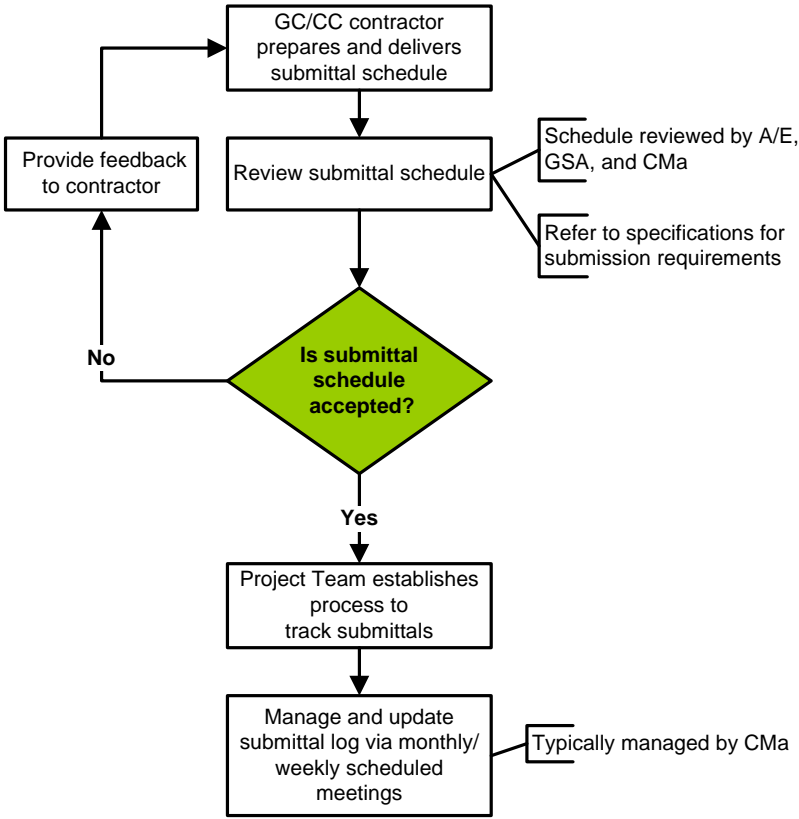 GC/CC contractor
prepares and delivers
submittal schedule
Provide feedback
to contractor
Review submittal schedule
Schedule reviewed by A/E,
GSA, and CMa
Refer to specifications for
submission requirements
Is submittal
schedule
accepted?
No
Yes
Project Team establishes
process to
track submittals
Manage and update
submittal log via monthly/
weekly scheduled
meetings
Typically managed by CMa